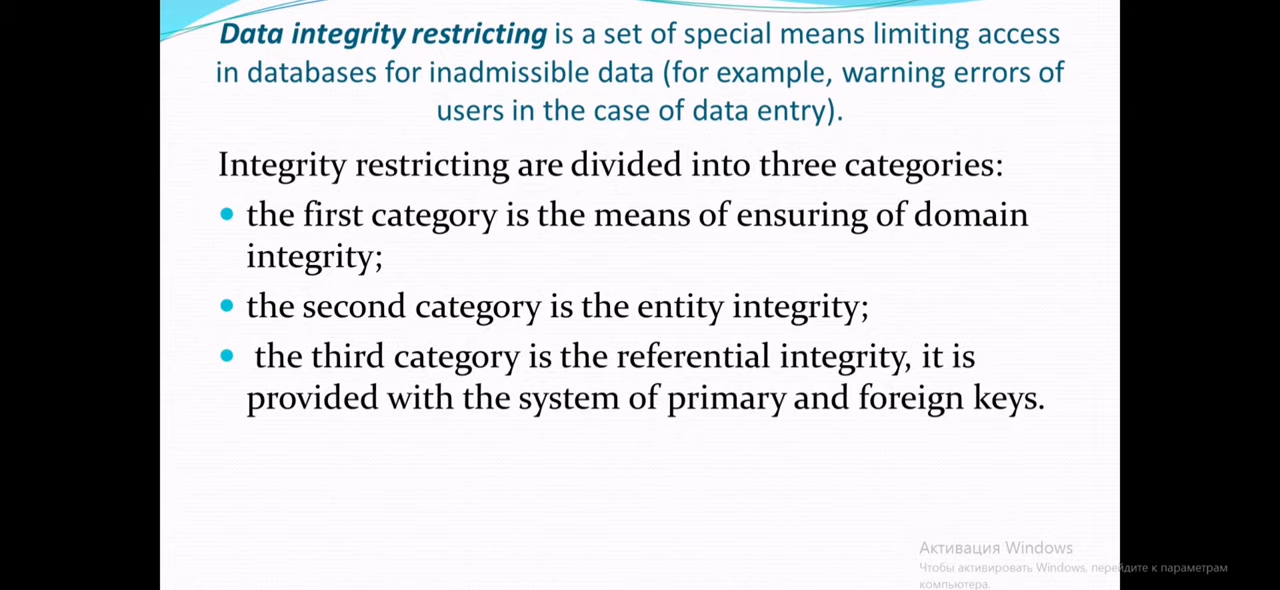 Data integrity restricting is a set of special means limiting access
in databases for inadmissible data (for example, warning errors of
users in the case of data entry).
Integrity restricting are divided into three categories:
• the first category is the means of ensuring of domain
integrity;
• the second category is the entity integrity;
• the third category is the referential integrity, it is
provided with the system of primary and foreign keys.
Активация Windows
Чтобы активировать Windows, перейдите к параметрам
компьютера.